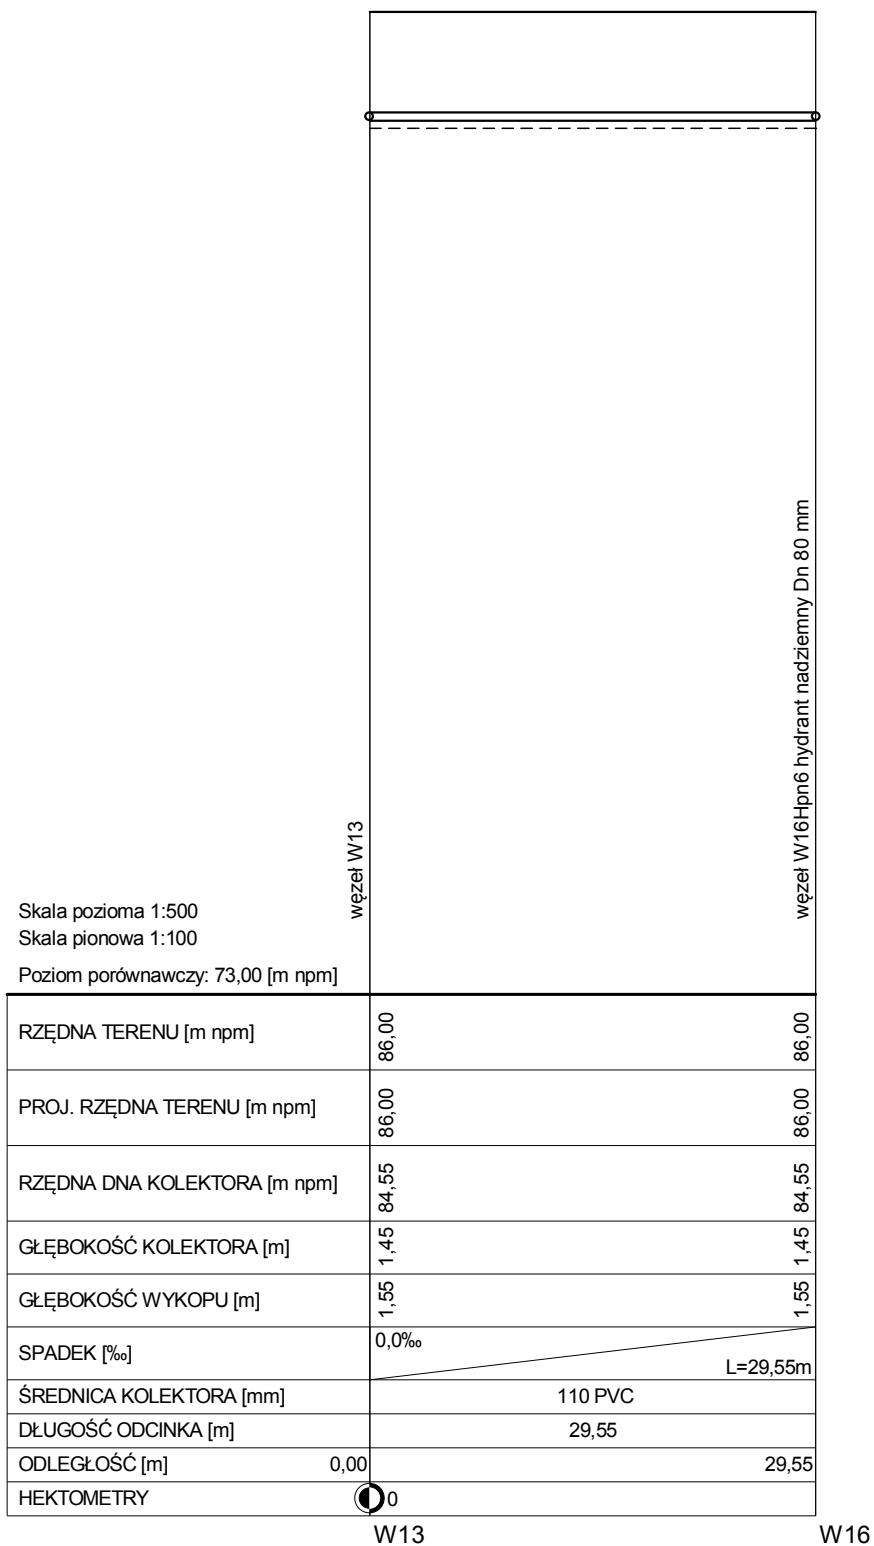 węzeł W13
węzeł W16Hpn6 hydrant nadziemny Dn 80 mm
Skala pozioma 1:500
Skala pionowa 1:100
Poziom porównawczy: 73,00 [m npm]
RZĘDNA TERENU [m npm] 86,00 86,00
PROJ. RZĘDNA TERENU [m npm] 86,00 86,00
RZĘDNA DNA KOLEKTORA [m npm] 84,55 84,55
GŁĘBOKOŚĆ KOLEKTORA [m] 1,45 1,45
GŁĘBOKOŚĆ WYKOPU [m] 1,55 1,55
SPADEK [‰] 0,0‰ L=29,55m
ŚREDNICA KOLEKTORA [mm] 110 PVC
DŁUGOŚĆ ODCINKA [m] 29,55
ODLEGŁOŚĆ [m] 0,00 29,55
HEKTOMETRY 0
W13 W16